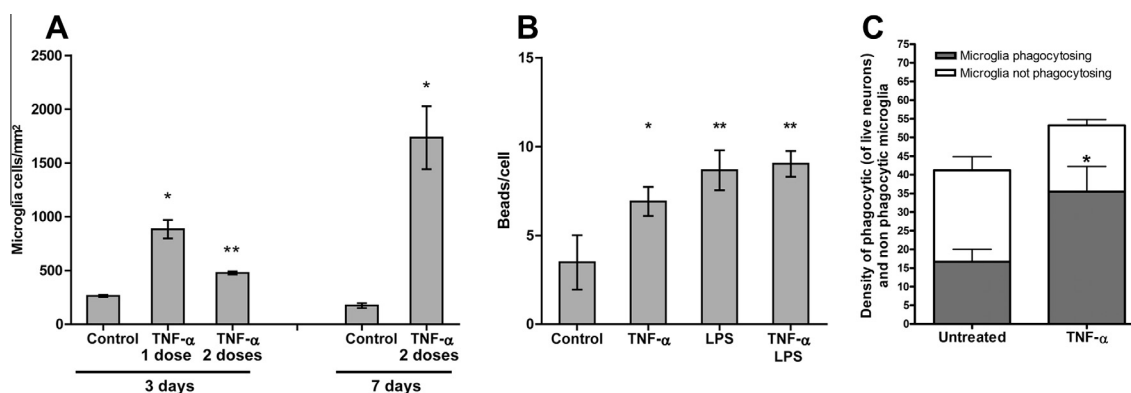 A
Microglia cells/mm²
2500
2000
1500
1000
500
0
*
**
*
Control
TNF-α
1 dose
TNF-α
2 doses
Control
TNF-α
2 doses
3 days
7 days
B
Beads/cell
15
10
5
0
*
**
**
Control
TNF-α
LPS
TNF-α
LPS
C
Density of phagocytic (of live neurons)
and non phagocytic microglia
75
70
65
60
55
50
45
40
35
30
25
20
15
10
5
0
Microglia phagocytosing
Microglia not phagocytosing
*
Untreated
TNF-α